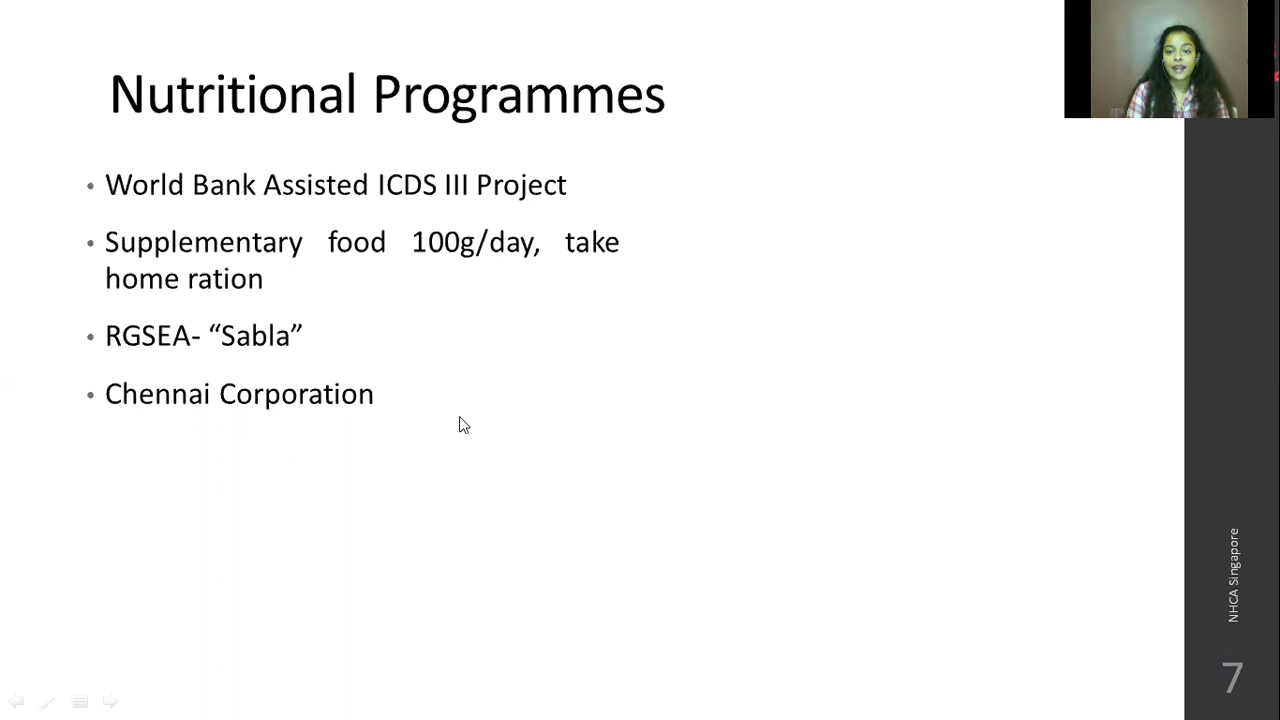 Nutritional Programmes
• World Bank Assisted ICDS III Project
• Supplementary food 100g/day, take
home ration
• RGSEA- “Sabla”
• Chennai Corporation
NHCA Singapore
7